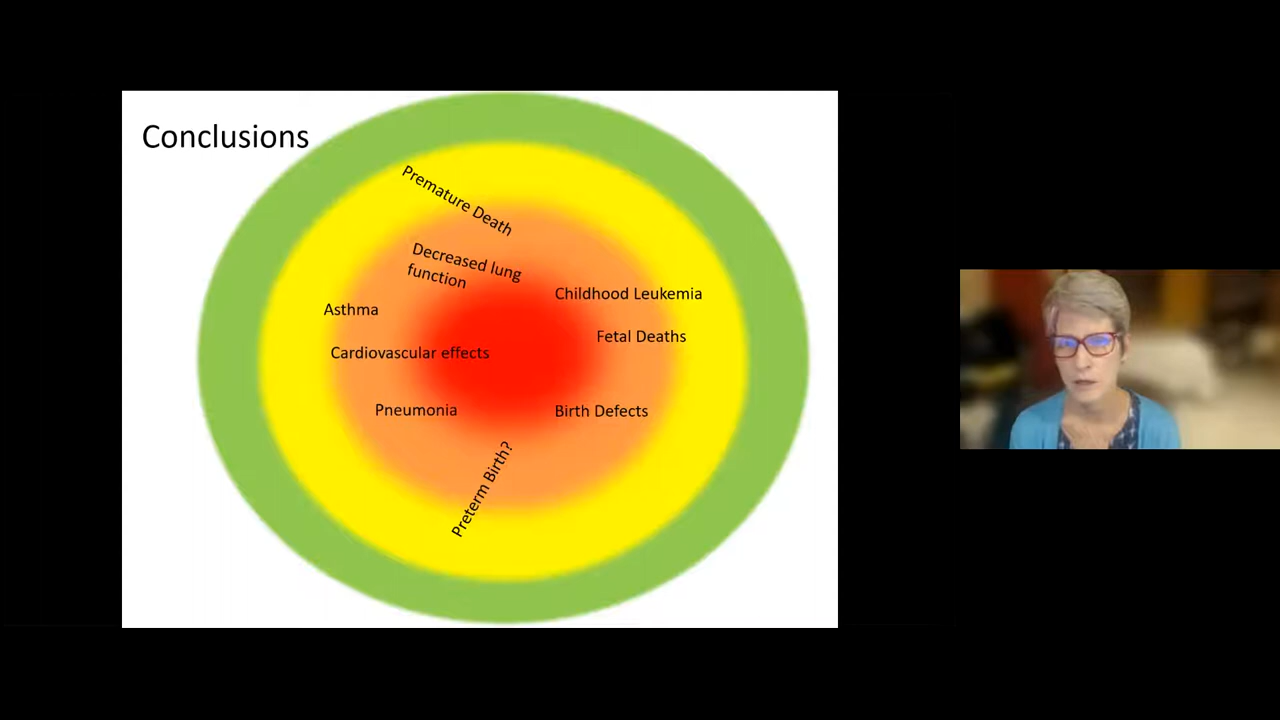 Conclusions
Premature Death
Decreased lung
function
Childhood Leukemia
Asthma
Fetal Deaths
Cardiovascular effects
Pneumonia
Birth Defects
Preterm Birth?